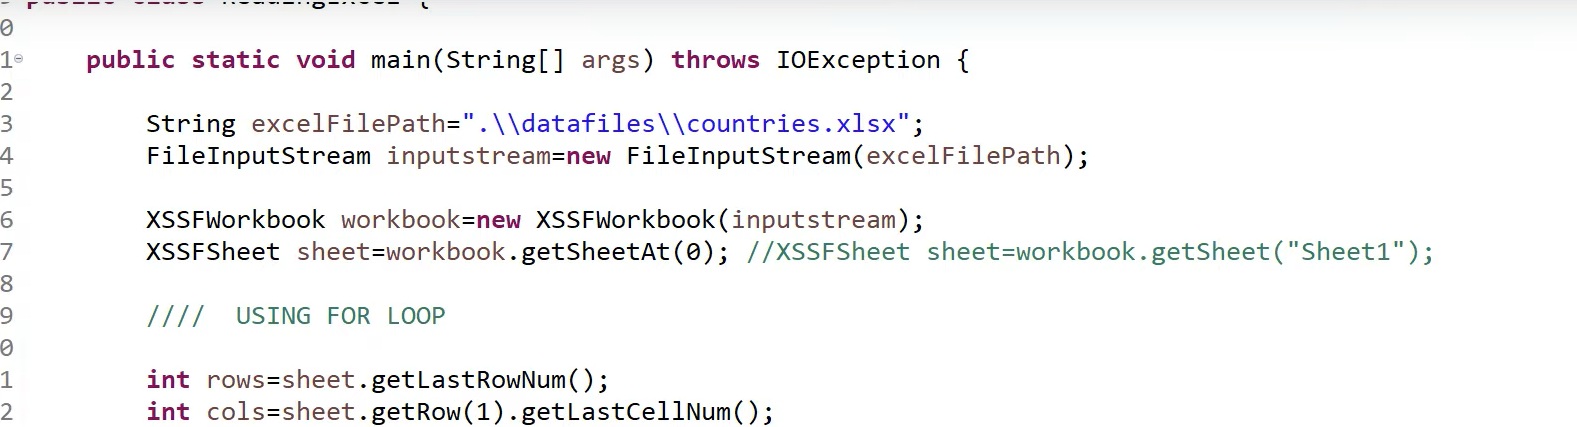 public class ReadingExcel {
0
1 public static void main(String[] args) throws IOException {
2
3 String excelFilePath=".\\datafiles\\countries.xlsx";
4 FileInputStream inputstream=new FileInputStream(excelFilePath);
5
6 XSSFWorkbook workbook=new XSSFWorkbook(inputstream);
7 XSSFSheet sheet=workbook.getSheetAt(0); //XSSFSheet sheet=workbook.getSheet("Sheet1");
8
9 //// USING FOR LOOP
0
1 int rows=sheet.getLastRowNum();
2 int cols=sheet.getRow(1).getLastCellNum();